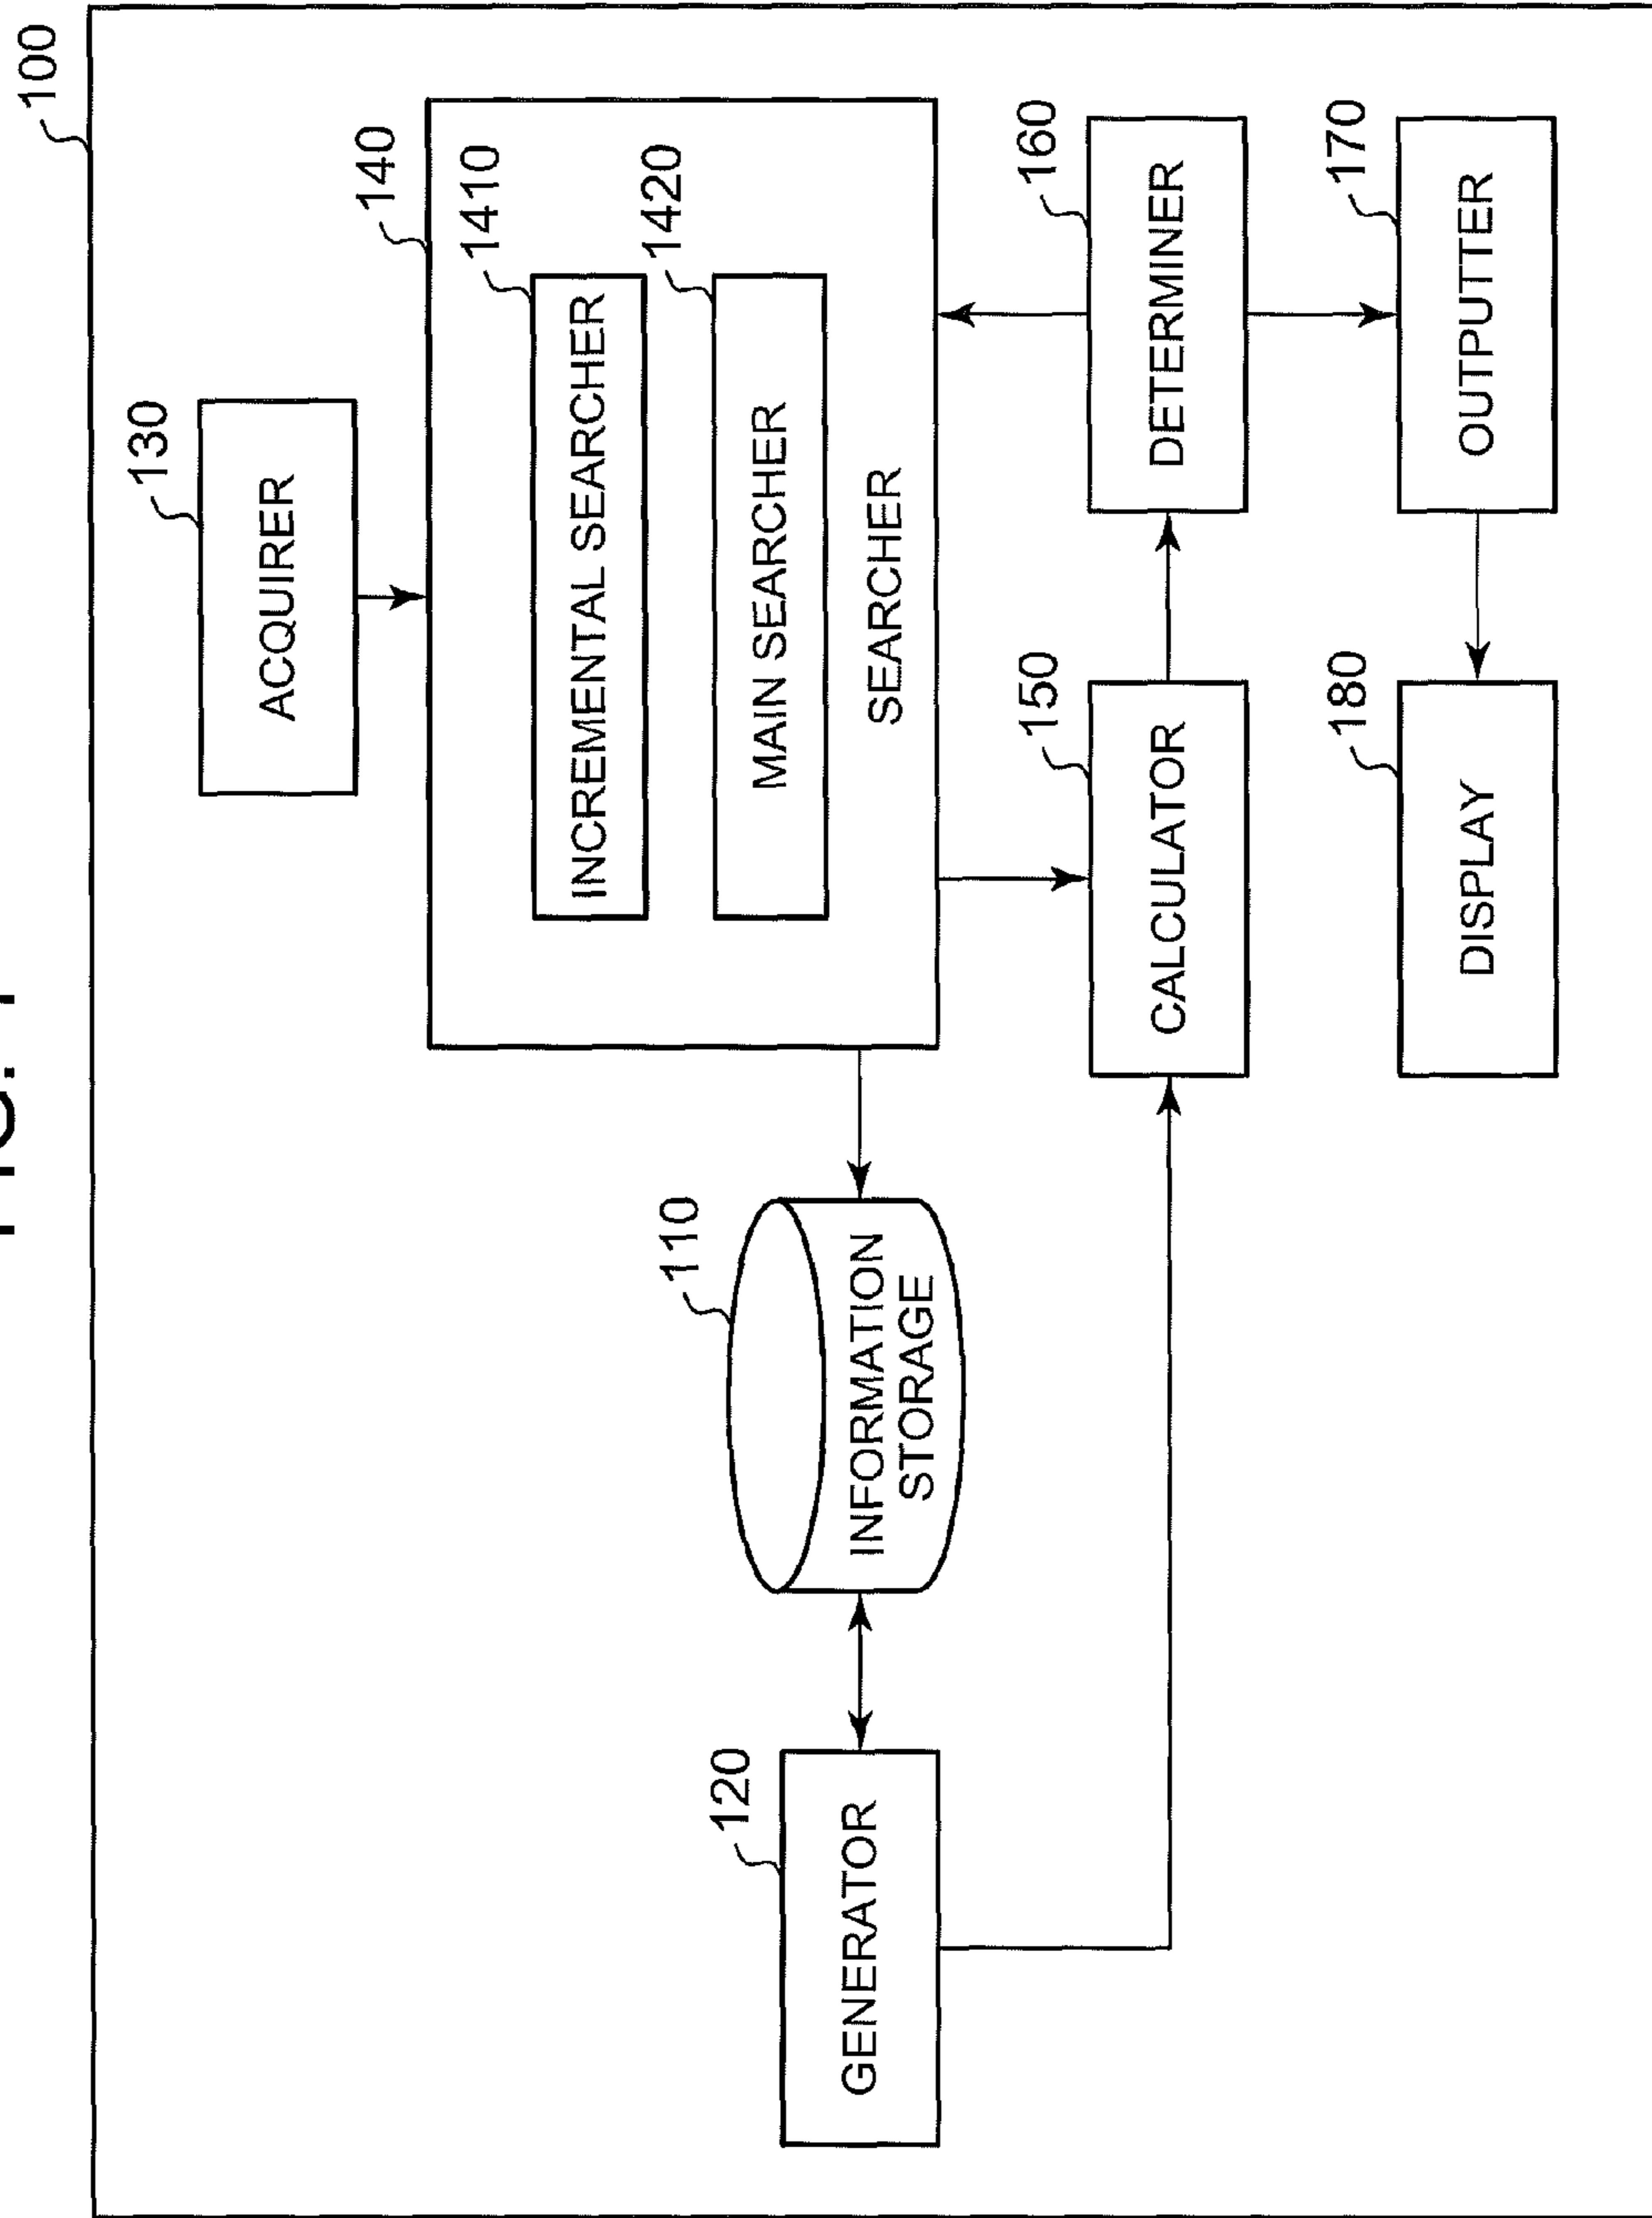 100
130
ACQUIRER
140
1410
INCREMENTAL SEARCHER
1420
MAIN SEARCHER
SEARCHER
110
INFORMATION
STORAGE
120
GENERATOR
150
CALCULATOR
160
DETERMINER
180
DISPLAY
170
OUTPUTTER